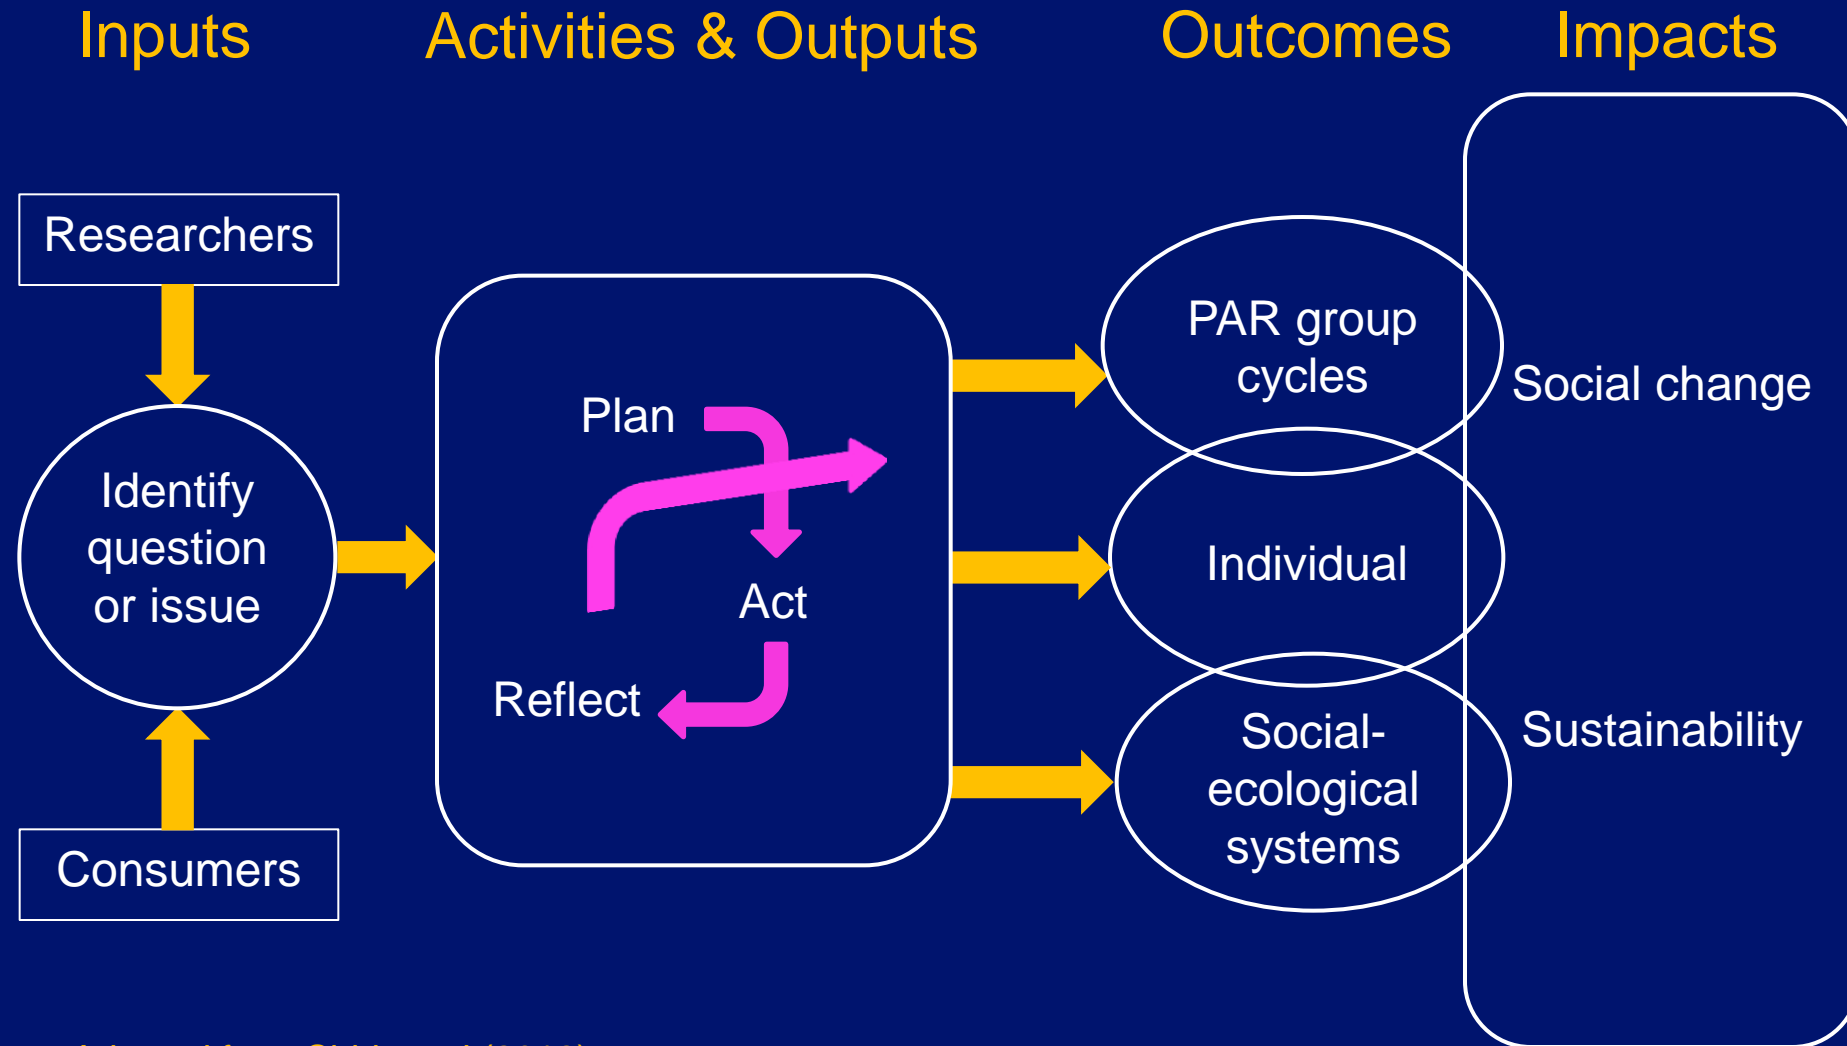 Inputs
Activities & Outputs
Outcomes
Impacts
Researchers
Identify
question
or issue
Consumers
Plan
Act
Reflect
PAR group
cycles
Individual
Social-
ecological
systems
Social change
Sustainability